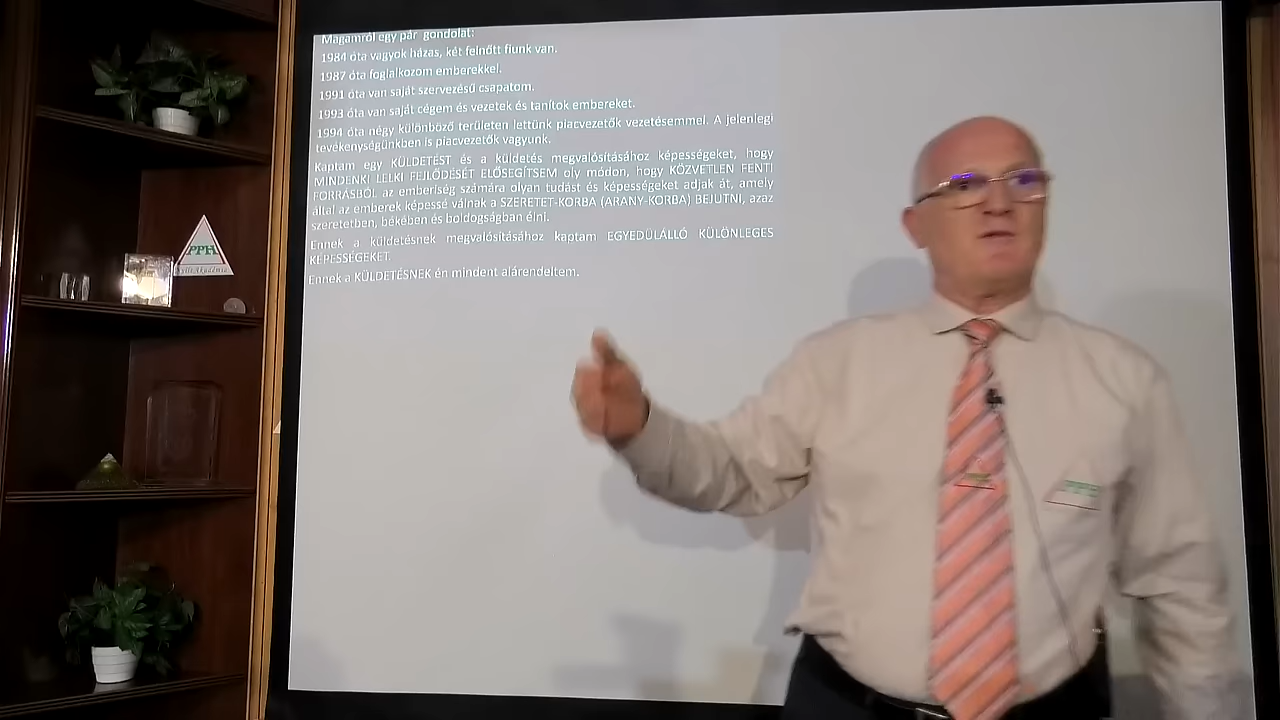 Magamról egy pár gondolat:
1984 óta vagyok házas, két felnőtt fiunk van.
1987 óta foglalkozom emberekkel.
1991 óta van saját szervezésű csapatom.
1993 óta van saját cégem és vezetek és tanítok embereket.
1994 óta négy különböző területen lettünk piacvezetők vezetésemmel. A jelenlegi
tevékenységünkben is piacvezetők vagyunk.
Kaptam egy KÜLDETÉST és a küldetés megvalósításához képességeket, hogy
MINDENKI LELKI FEJLŐDÉSÉT ELŐSEGÍTSEM oly módon, hogy KÖZVETLEN FENTI
FORRÁSBÓL az emberiség számára olyan tudást és képességeket adjak át, amely
által az emberek képessé válnak a SZERETET-KORBA (ARANY-KORBA) BEJUTNI, azaz
szeretetben, békében és boldogságban élni.
Ennek a küldetésnek megvalósításához kaptam EGYEDÜLÁLLÓ KÜLÖNLEGES
KÉPESSÉGEKET.
Ennek a KÜLDETÉSNEK én mindent alárendeltem.
PPH
PPH